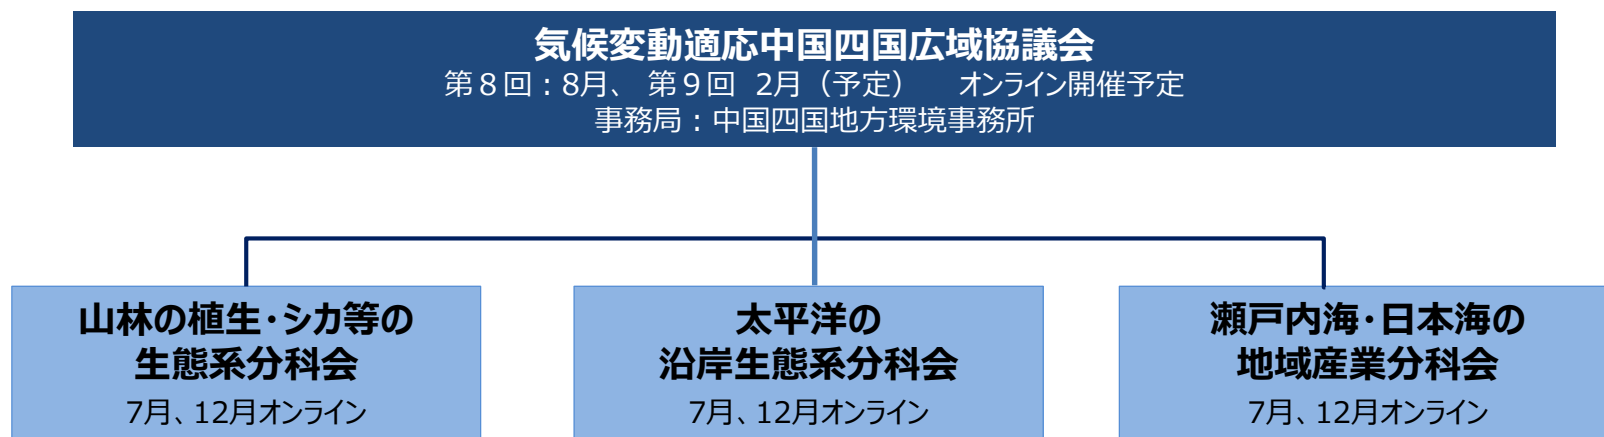 気候変動適応中国四国広域協議会
第８回：8月、 第９回 2月（予定）　オンライン開催予定
事務局：中国四国地方環境事務所
山林の植生・シカ等の
生態系分科会
7月、12月オンライン
太平洋の
沿岸生態系分科会
7月、12月オンライン
瀬戸内海・日本海の
地域産業分科会
7月、12月オンライン